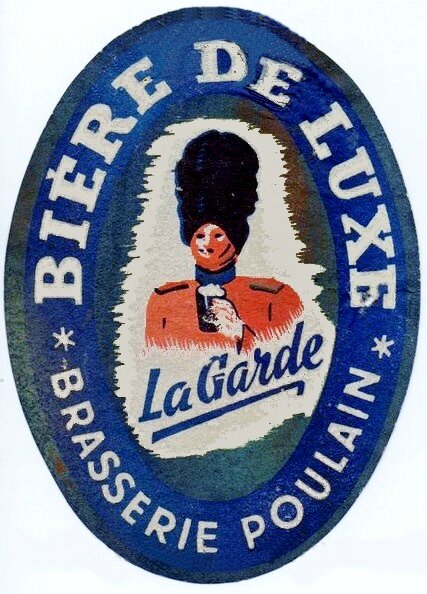 BIÈRE DE LUXE
La Garde
* BRASSERIE POULAIN *